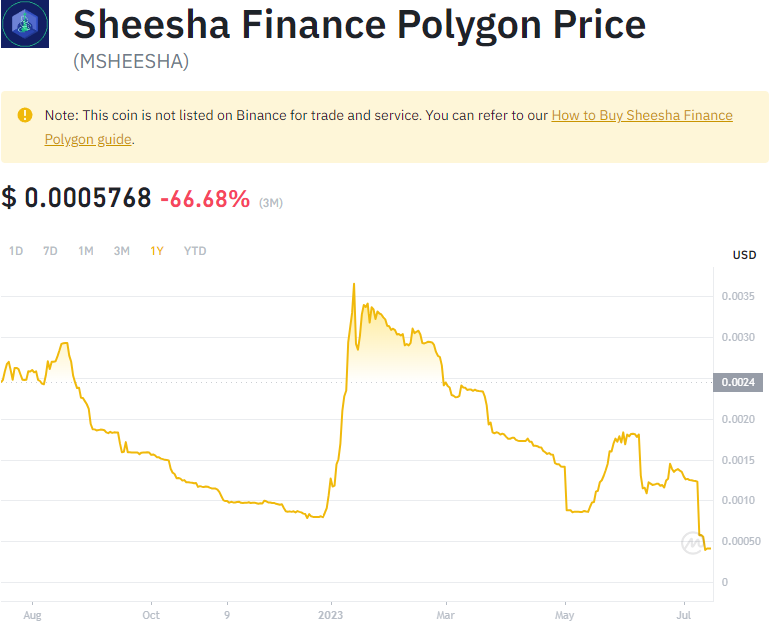 Sheesha Finance Polygon Price
(MSHEESHA)
Note: This coin is not listed on Binance for trade and service. You can refer to our How to Buy Sheesha Finance
Polygon guide.
$ 0.0005768 -66.68% (3M)
1D 7D 1M 3M 1Y YTD
USD
0.0035
0.0030
0.0024
0.0020
0.0015
0.0010
0.00050
0
Aug Oct 9 2023 Mar May Jul